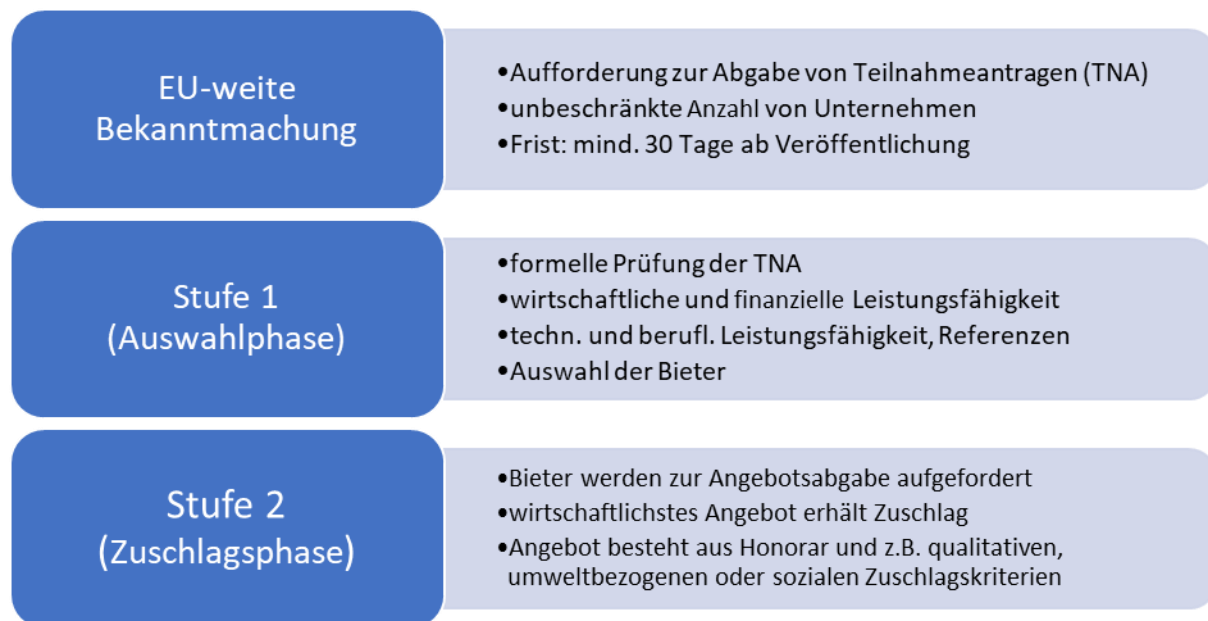 EU-weite
Bekanntmachung
•Aufforderung zur Abgabe von Teilnahmeantragen (TNA)
•unbeschränkte Anzahl von Unternehmen
•Frist: mind. 30 Tage ab Veröffentlichung
Stufe 1
(Auswahlphase)
•formelle Prüfung der TNA
•wirtschaftliche und finanzielle Leistungsfähigkeit
•techn. und berufl. Leistungsfähigkeit, Referenzen
•Auswahl der Bieter
Stufe 2
(Zuschlagsphase)
•Bieter werden zur Angebotsabgabe aufgefordert
•wirtschaftlichstes Angebot erhält Zuschlag
•Angebot besteht aus Honorar und z.B. qualitativen,
umweltbezogenen oder sozialen Zuschlagskriterien